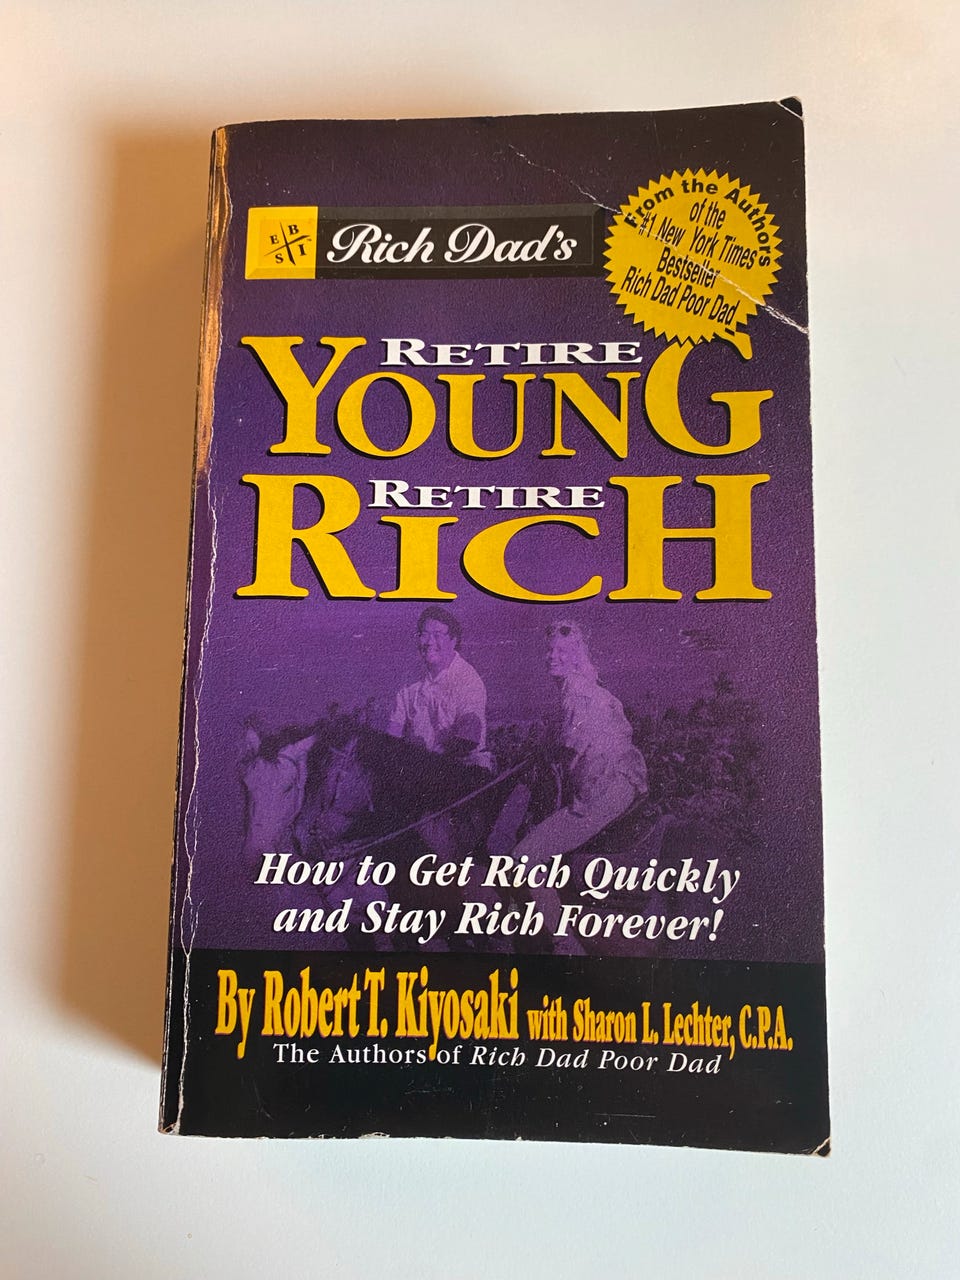 E B
S I
Rich Dad's
From the Authors
of the
#1 New York Times
Bestseller
Rich Dad Poor Dad
RETIRE
YOUNG
RETIRE
RICH
How to Get Rich Quickly
and Stay Rich Forever!
By Robert T. Kiyosaki with Sharon L. Lechter, C.P.A.
The Authors of Rich Dad Poor Dad